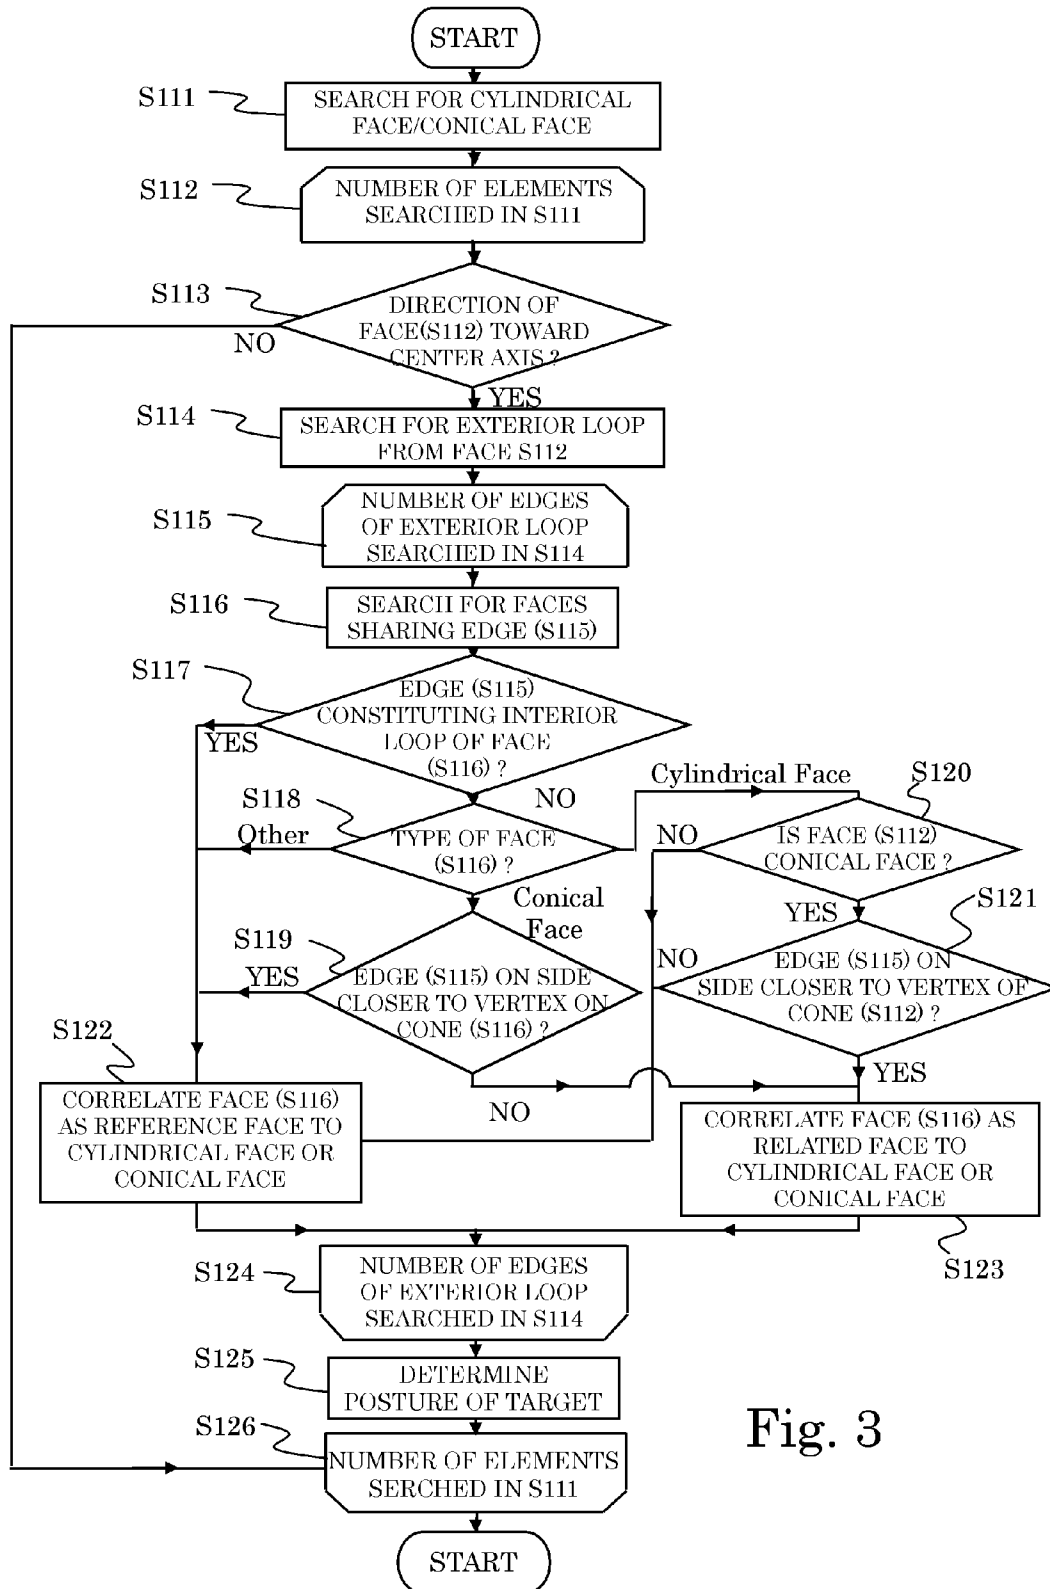 START
S111
SEARCH FOR CYLINDRICAL
FACE/CONICAL FACE
S112
NUMBER OF ELEMENTS
SEARCHED IN S111
S113
DIRECTION OF
FACE(S112) TOWARD
CENTER AXIS ?
NO
YES
S114
SEARCH FOR EXTERIOR LOOP
FROM FACE S112
S115
NUMBER OF EDGES
OF EXTERIOR LOOP
SEARCHED IN S114
S116
SEARCH FOR FACES
SHARING EDGE (S115)
S117
EDGE (S115)
CONSTITUTING INTERIOR
LOOP OF FACE
(S116) ?
YES
NO
S118
TYPE OF FACE
(S116) ?
Other
Cylindrical Face
Conical
Face
S120
IS FACE (S112)
CONICAL FACE ?
NO
YES
S119
EDGE (S115) ON SIDE
CLOSER TO VERTEX ON
CONE (S116) ?
YES
NO
S121
EDGE (S115) ON
SIDE CLOSER TO VERTEX OF
CONE (S112) ?
NO
YES
S122
CORRELATE FACE (S116)
AS REFERENCE FACE TO
CYLINDRICAL FACE OR
CONICAL FACE
CORRELATE FACE (S116) AS
RELATED FACE TO
CYLINDRICAL FACE OR
CONICAL FACE
S123
S124
NUMBER OF EDGES
OF EXTERIOR LOOP
SEARCHED IN S114
S125
DETERMINE
POSTURE OF TARGET
S126
NUMBER OF ELEMENTS
SERCHED IN S111
START
Fig. 3